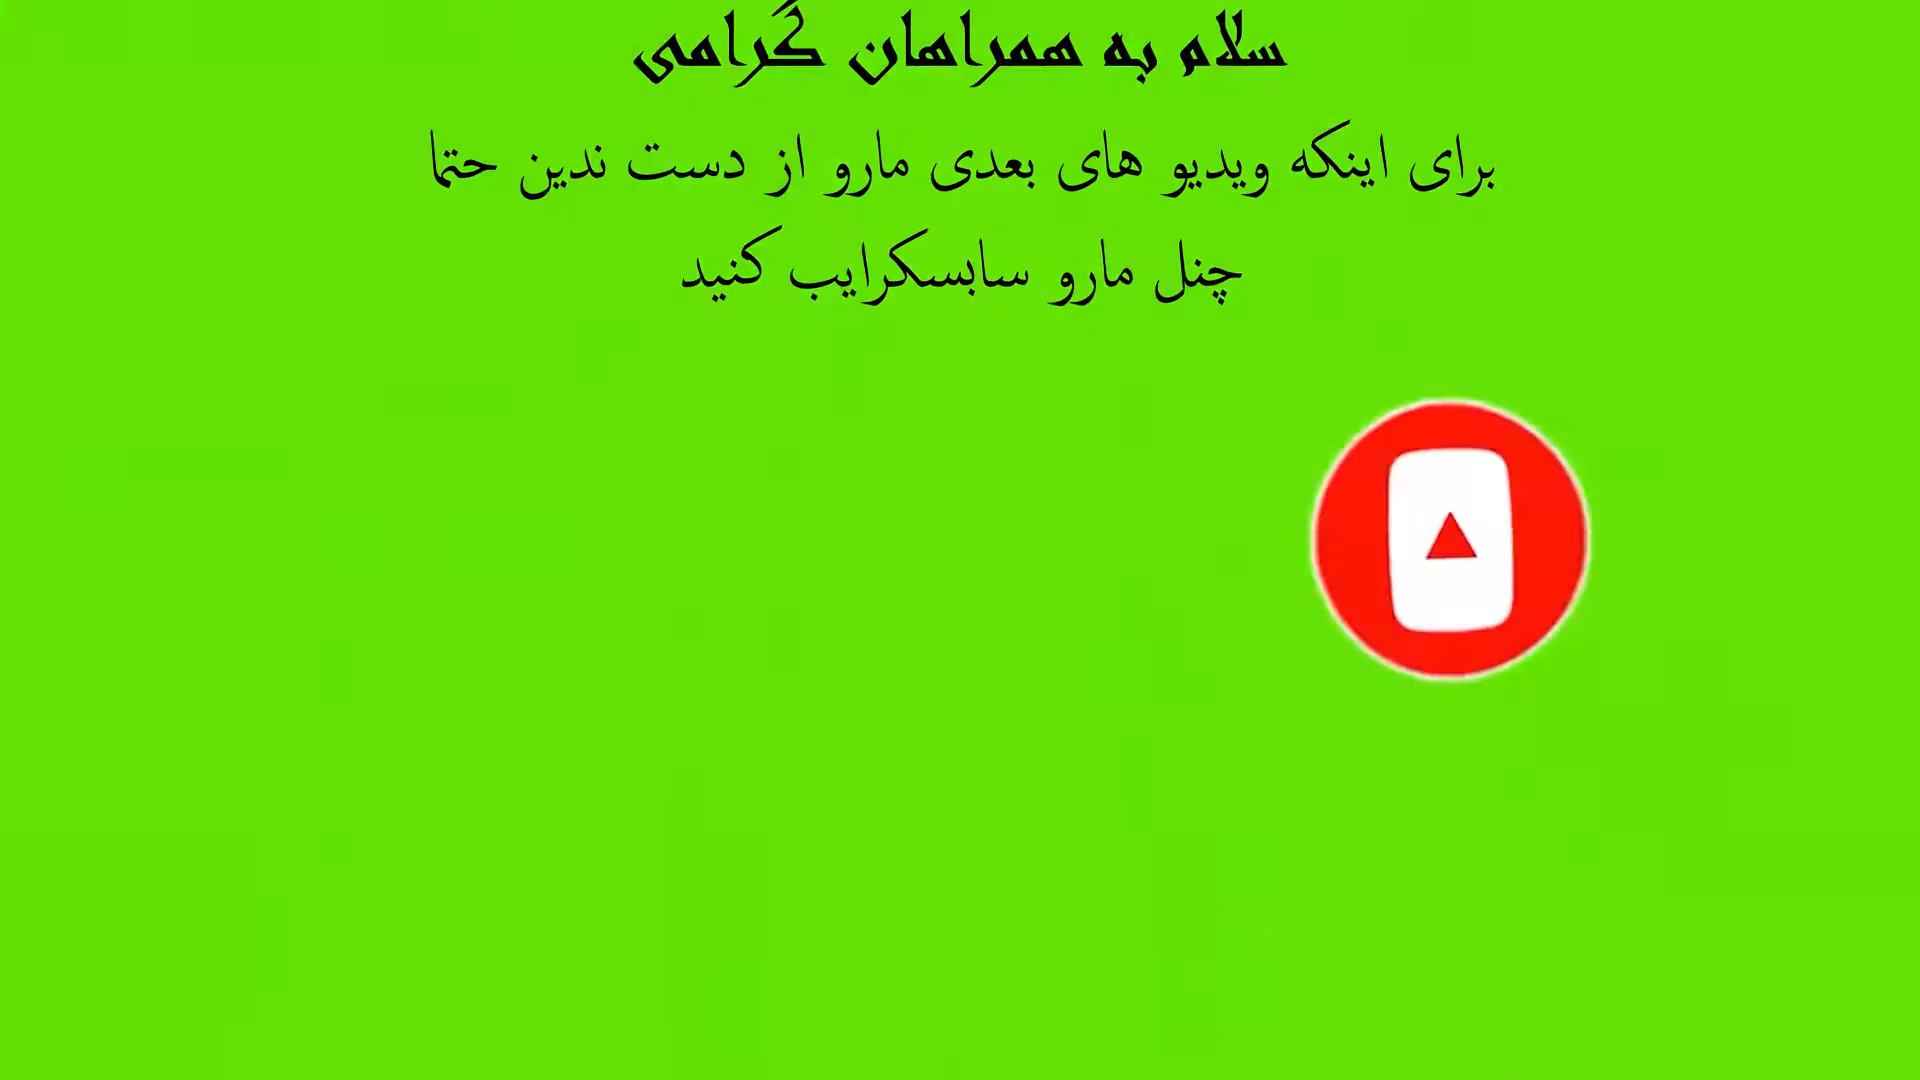 سلام به همراهان گرامی
برای اینکه ویدیو های بعدی مارو از دست ندین حتما
چنل مارو سابسکرایب کنید